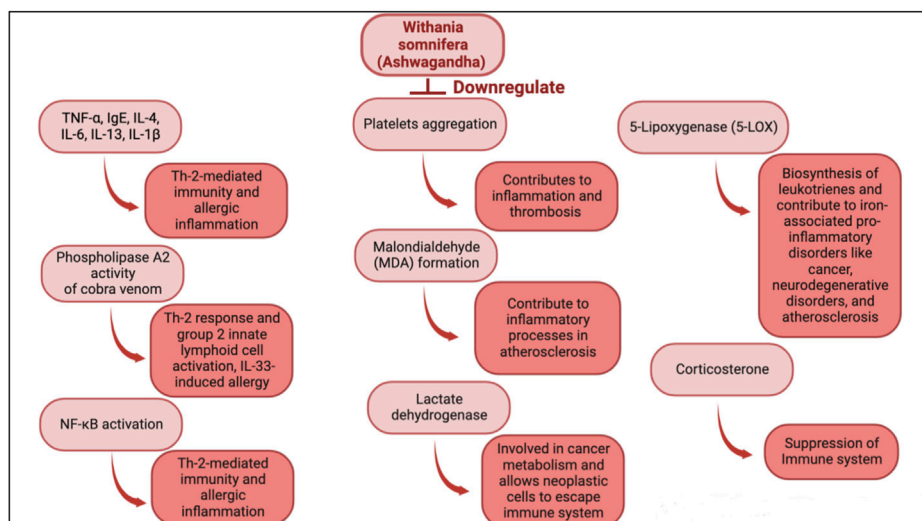 Withania
somnifera
(Ashwagandha)
Downregulate
TNF-α, IgE, IL-4,
IL-6, IL-13, IL-1β
Th-2-mediated
immunity and
allergic
inflammation
Phospholipase A2
activity
of cobra venom
Th-2 response and
group 2 innate
lymphoid cell
activation, IL-33-
induced allergy
NF-κB activation
Th-2-mediated
immunity and
allergic
inflammation
Platelets aggregation
Contributes to
inflammation and
thrombosis
Malondialdehyde
(MDA) formation
Contribute to
inflammatory
processes in
atherosclerosis
Lactate
dehydrogenase
Involved in cancer
metabolism and
allows neoplastic
cells to escape
immune system
5-Lipoxygenase (5-LOX)
Biosynthesis of
leukotrienes and
contribute to iron-
associated pro-
inflammatory
disorders like
cancer,
neurodegenerative
disorders, and
atherosclerosis
Corticosterone
Suppression of
Immune system